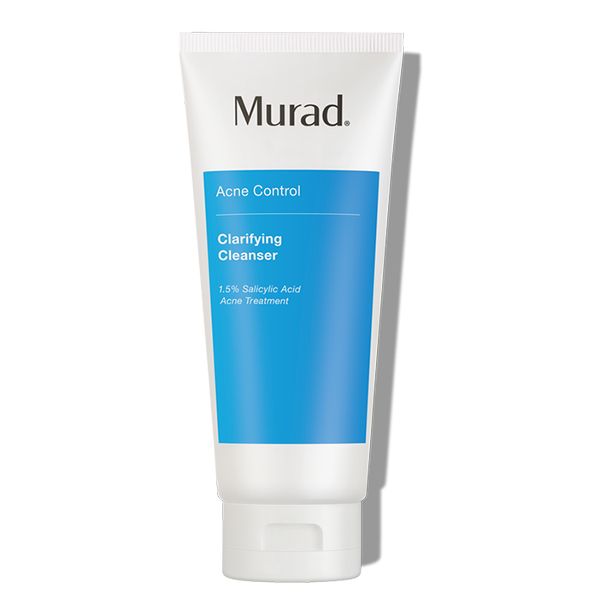 Murad®
Acne Control
Clarifying
Cleanser
1.5% Salicylic Acid
Acne Treatment